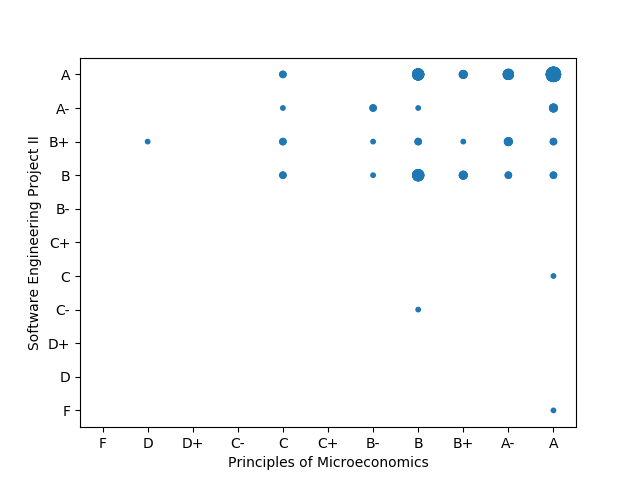 Software Engineering Project II
A
A-
B+
B
B-
C+
C
C-
D+
D
F
F D D+ C- C C+ B- B B+ A- A
Principles of Microeconomics